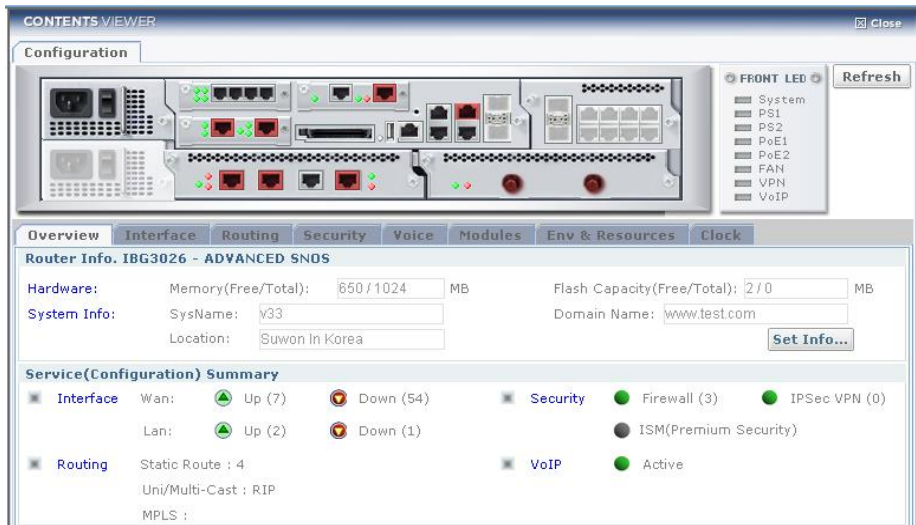 CONTENTS VIEWER
Close
Configuration
FRONT LED
Refresh
System
PS1
PS2
PoE1
PoE2
FAN
VPN
VoIP
Overview Interface Routing Security Voice Modules Env & Resources Clock
Router Info. IBG3026 - ADVANCED SNOS
Hardware: Memory(Free/Total): 650 / 1024 MB Flash Capacity(Free/Total): 2 / 0 MB
System Info: SysName: v33 Domain Name: www.test.com
Location: Suwon In Korea Set Info...
Service(Configuration) Summary
Interface Wan: Up (7) Down (54) Security Firewall (3) IPSec VPN (0)
Lan: Up (2) Down (1) ISM(Premium Security)
Routing Static Route : 4 VoIP Active
Uni/Multi-Cast : RIP
MPLS :